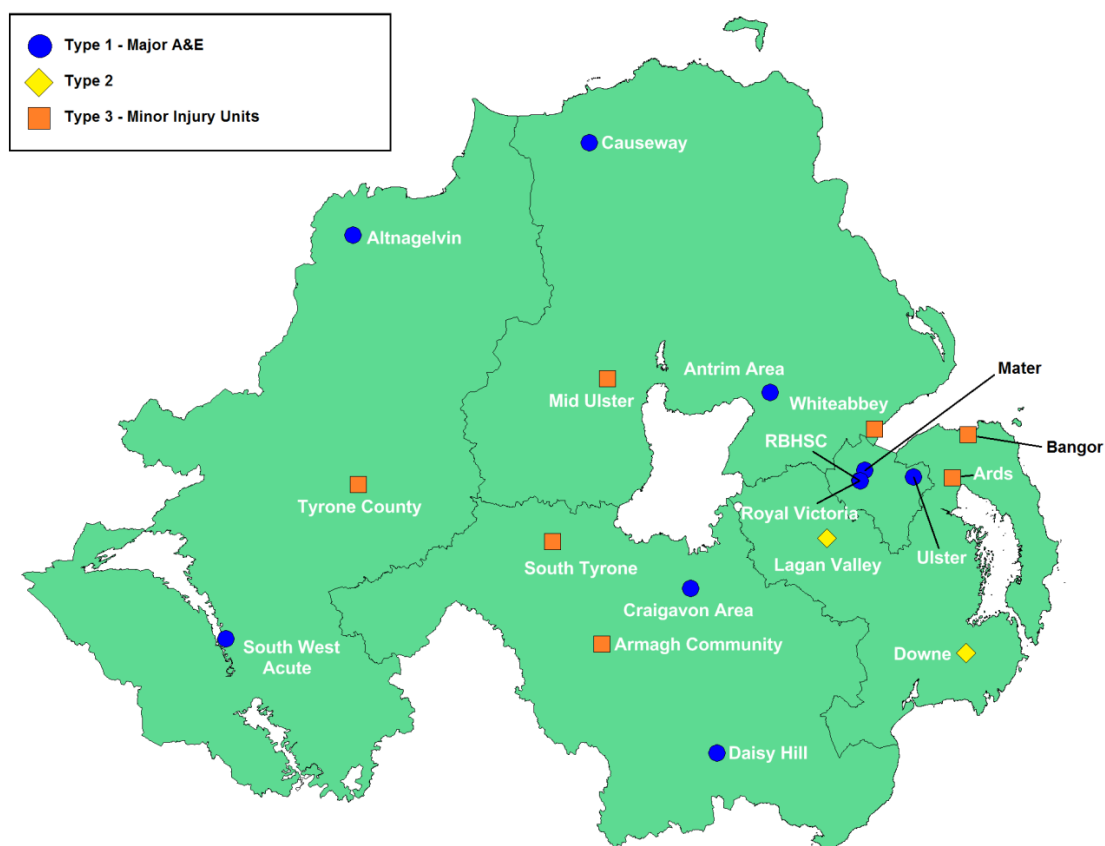 Type 1 - Major A&E
Type 2
Type 3 - Minor Injury Units
Causeway
Altnagelvin
Antrim Area
Mater
Mid Ulster
Whiteabbey
RBHSC
Bangor
Ards
Tyrone County
Royal Victoria
Ulster
Lagan Valley
South Tyrone
Craigavon Area
South West
Acute
Armagh Community
Downe
Daisy Hill